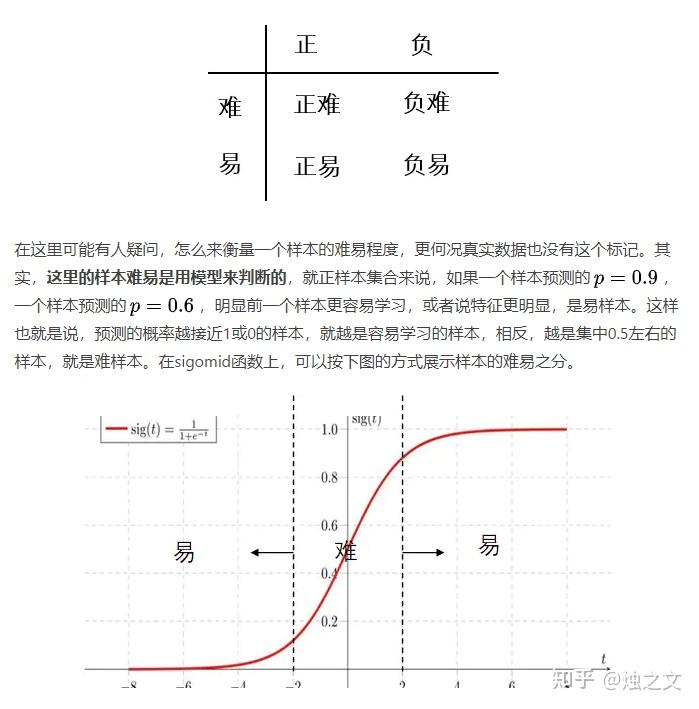 正 负
难 正难 负难
易 正易 负易
在这里可能有人疑问，怎么来衡量一个样本的难易程度，更何况真实数据也没有这个标记。其
实，这里的样本难易是用模型来判断的，就正样本集合来说，如果一个样本预测的 p = 0.9 ，
一个样本预测的 p = 0.6 ，明显前一个样本更容易学习，或者说特征更明显，是易样本。这样
也就是说，预测的概率越接近1或0的样本，就越是容易学习的样本，相反，越是集中0.5左右的
样本，就是难样本。在sigomid函数上，可以按下图的方式展示样本的难易之分。
sig(t) = 1/(1+e^-t)
sig(t)
1.0
0.8
0.6
易 难 易
0.4
0.2
t
-8 -6 -4 -2 2 4 6 8
知乎 @烛之文